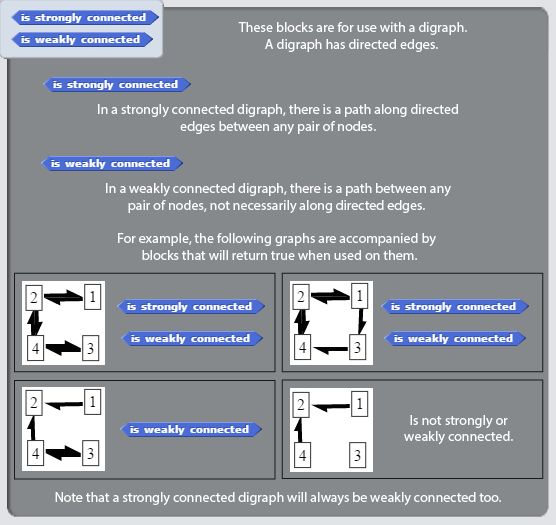 is strongly connected
is weakly connected
These blocks are for use with a digraph.
A digraph has directed edges.
is strongly connected
In a strongly connected digraph, there is a path along directed
edges between any pair of nodes.
is weakly connected
In a weakly connected digraph, there is a path between any
pair of nodes, not necessarily along directed edges.
For example, the following graphs are accompanied by
blocks that will return true when used on them.
2 1
4 3
is strongly connected
is weakly connected
2 1
4 3
is strongly connected
is weakly connected
2 1
4 3
is weakly connected
2 1
4 3
Is not strongly or
weakly connected.
Note that a strongly connected digraph will always be weakly connected too.